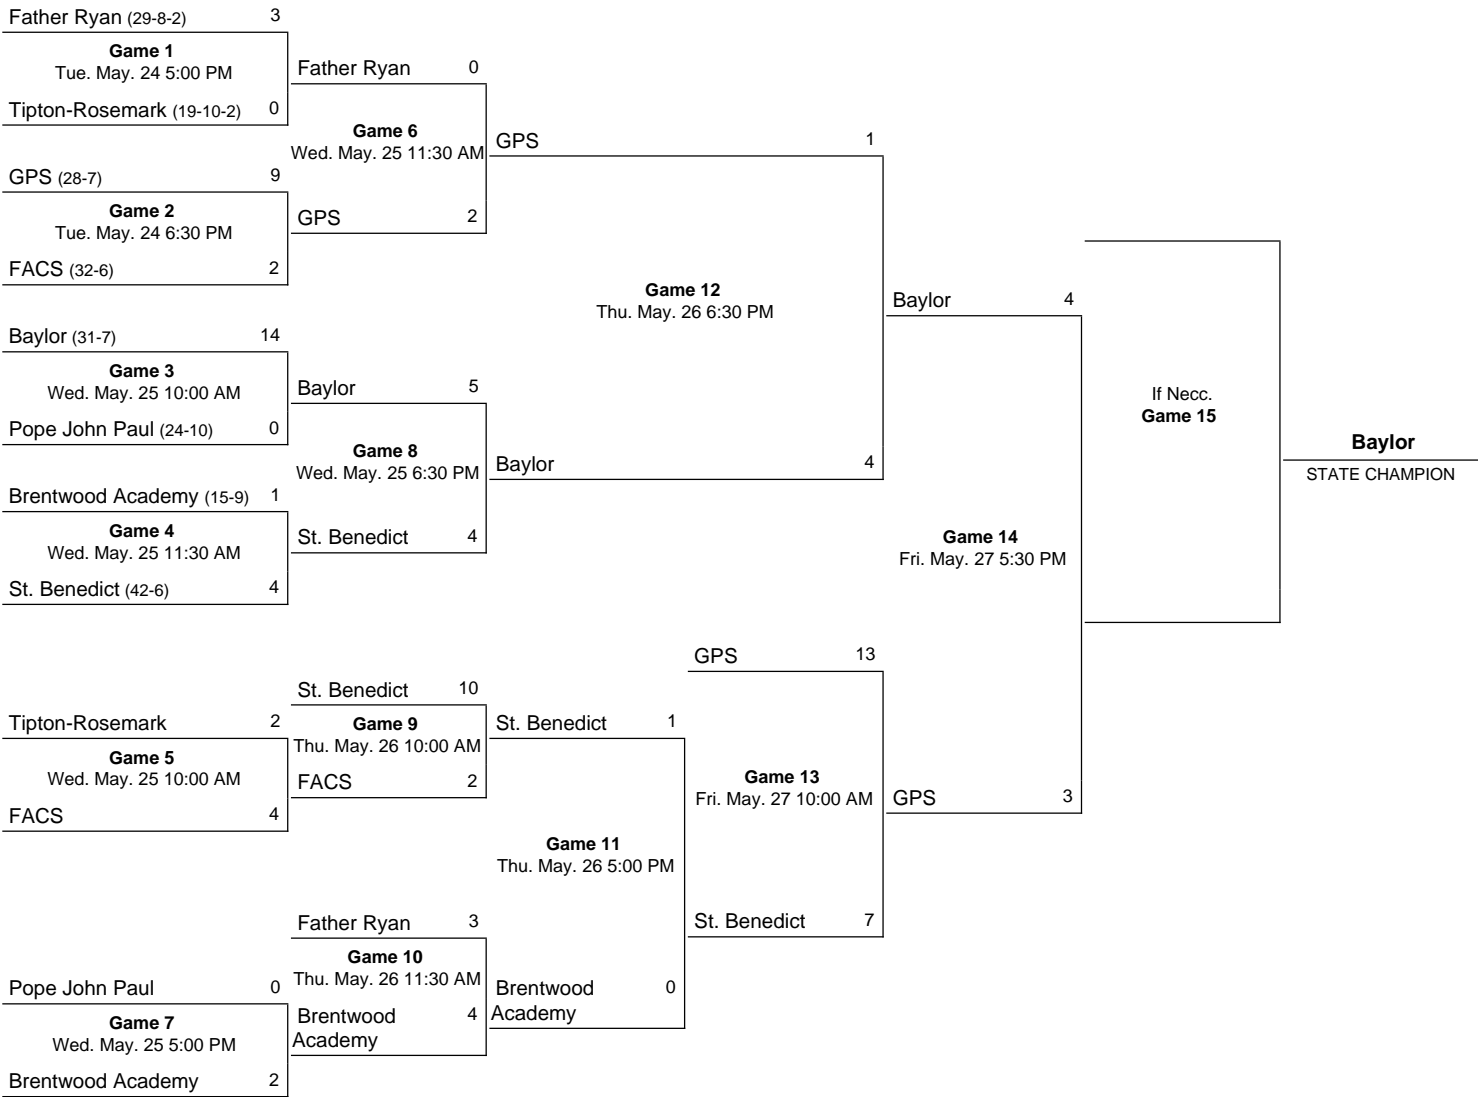 Father Ryan (29-8-2) 3
Game 1
Tue. May. 24 5:00 PM
Tipton-Rosemark (19-10-2) 0
GPS (28-7) 9
Game 2
Tue. May. 24 6:30 PM
FACS (32-6) 2
Baylor (31-7) 14
Game 3
Wed. May. 25 10:00 AM
Pope John Paul (24-10) 0
Brentwood Academy (15-9) 1
Game 4
Wed. May. 25 11:30 AM
St. Benedict (42-6) 4
Tipton-Rosemark 2
Game 5
Wed. May. 25 10:00 AM
FACS 4
Pope John Paul 0
Game 7
Wed. May. 25 5:00 PM
Brentwood Academy 2
Father Ryan 0
Game 6
Wed. May. 25 11:30 AM
GPS 2
Baylor 5
Game 8
Wed. May. 25 6:30 PM
St. Benedict 4
St. Benedict 10
Game 9
Thu. May. 26 10:00 AM
FACS 2
Father Ryan 3
Game 10
Thu. May. 26 11:30 AM
Brentwood 4
Academy
GPS 1
Game 12
Thu. May. 26 6:30 PM
Baylor 4
St. Benedict 1
Game 11
Thu. May. 26 5:00 PM
Brentwood 0
Academy
GPS 13
Game 13
Fri. May. 27 10:00 AM
St. Benedict 7
Baylor 4
Game 14
Fri. May. 27 5:30 PM
GPS 3
If Necc.
Game 15
Baylor
STATE CHAMPION